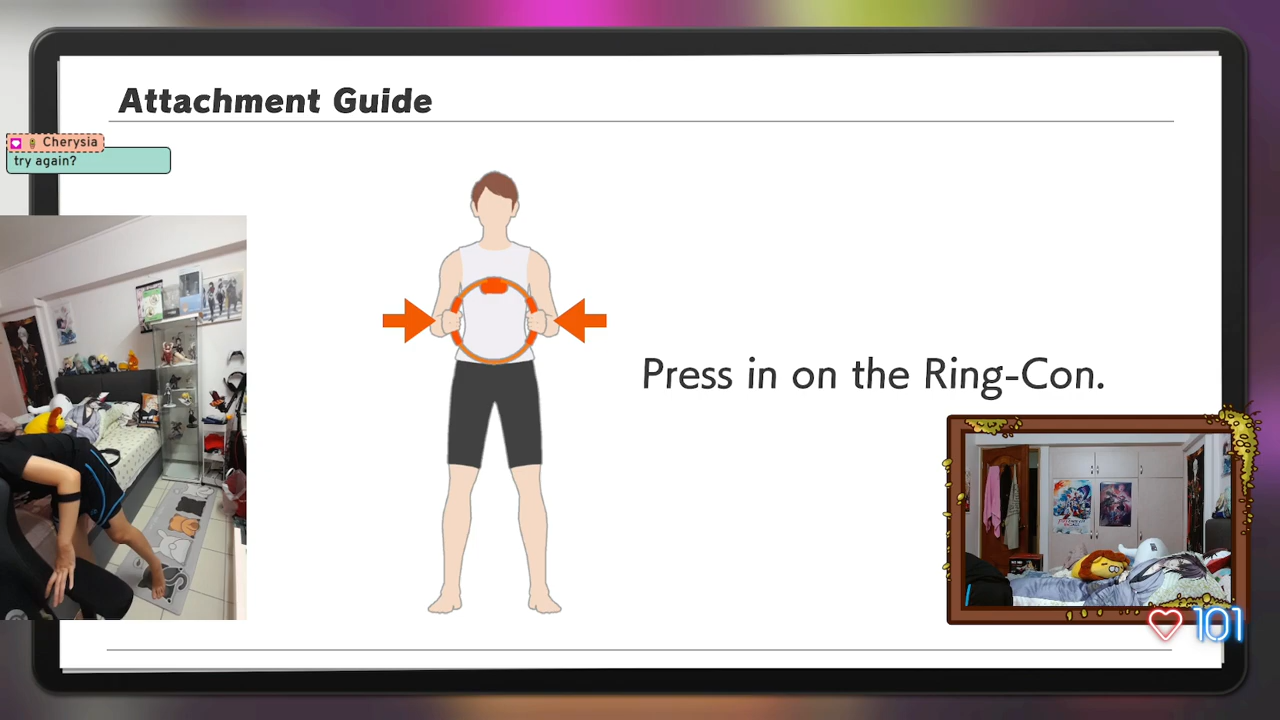 Attachment Guide
Cherysia
try again?
Press in on the Ring-Con.
101